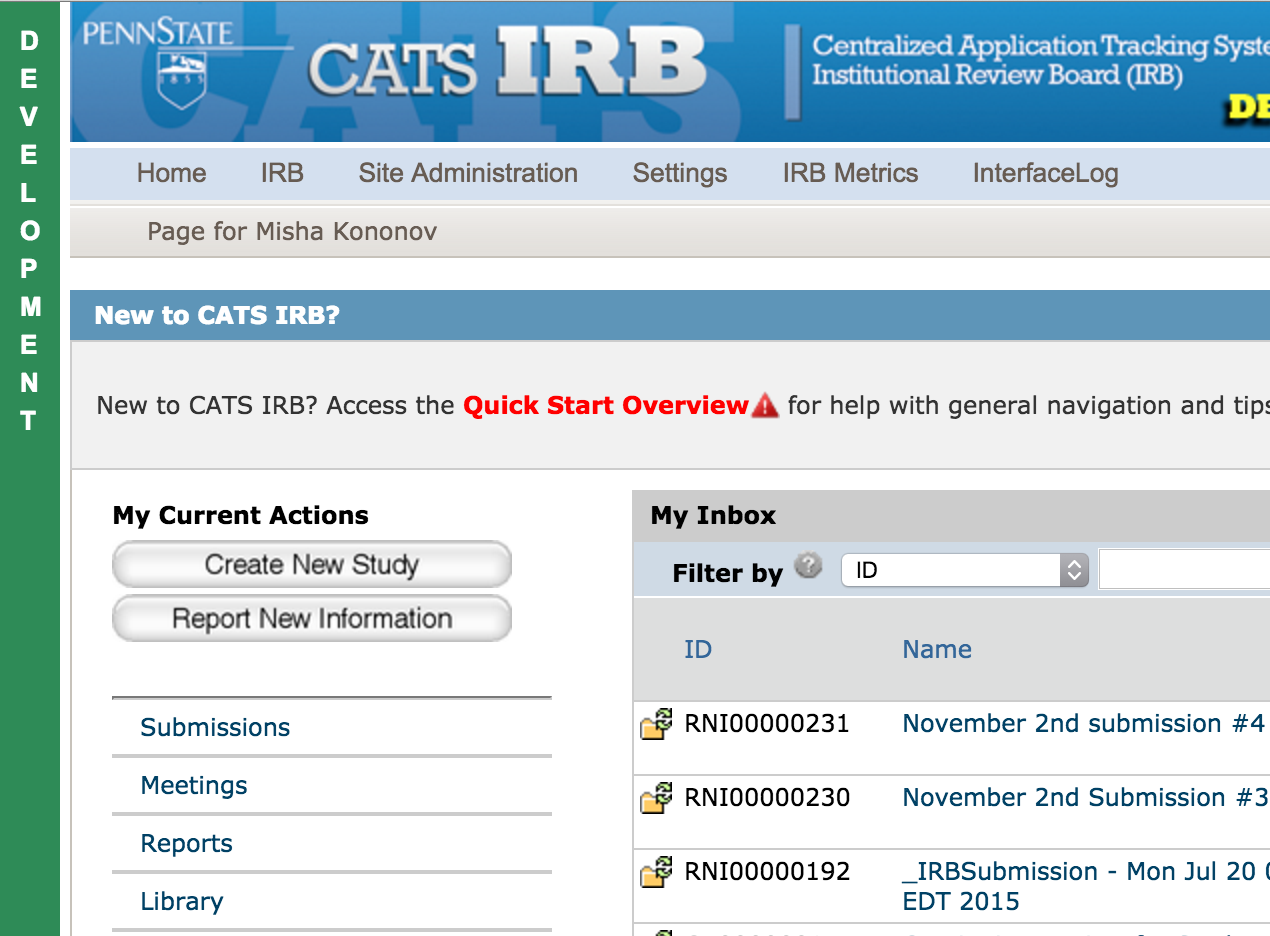 DEVELOPMENT
PENNSTATE
1855
CATS IRB
Centralized Application Tracking Syste
Institutional Review Board (IRB)
DE
Home IRB Site Administration Settings IRB Metrics InterfaceLog
Page for Misha Kononov
New to CATS IRB?
New to CATS IRB? Access the Quick Start Overview for help with general navigation and tips
My Current Actions
Create New Study
Report New Information
Submissions
Meetings
Reports
Library
My Inbox
Filter by ? ID
ID Name
RNI00000231 November 2nd submission #4
RNI00000230 November 2nd Submission #3
RNI00000192 _IRBSubmission - Mon Jul 20
EDT 2015